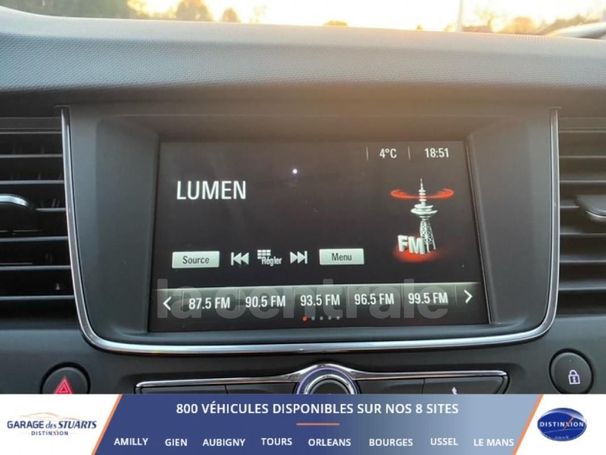 4°C 18:51
LUMEN
FM
Source Régler Menu
87.5 FM 90.5 FM 93.5 FM 96.5 FM 99.5 FM
la centrale
GARAGE des STUARTS
DISTINXION
800 VÉHICULES DISPONIBLES SUR NOS 8 SITES
AMILLY GIEN AUBIGNY TOURS ORLEANS BOURGES USSEL LE MANS
DISTINXION